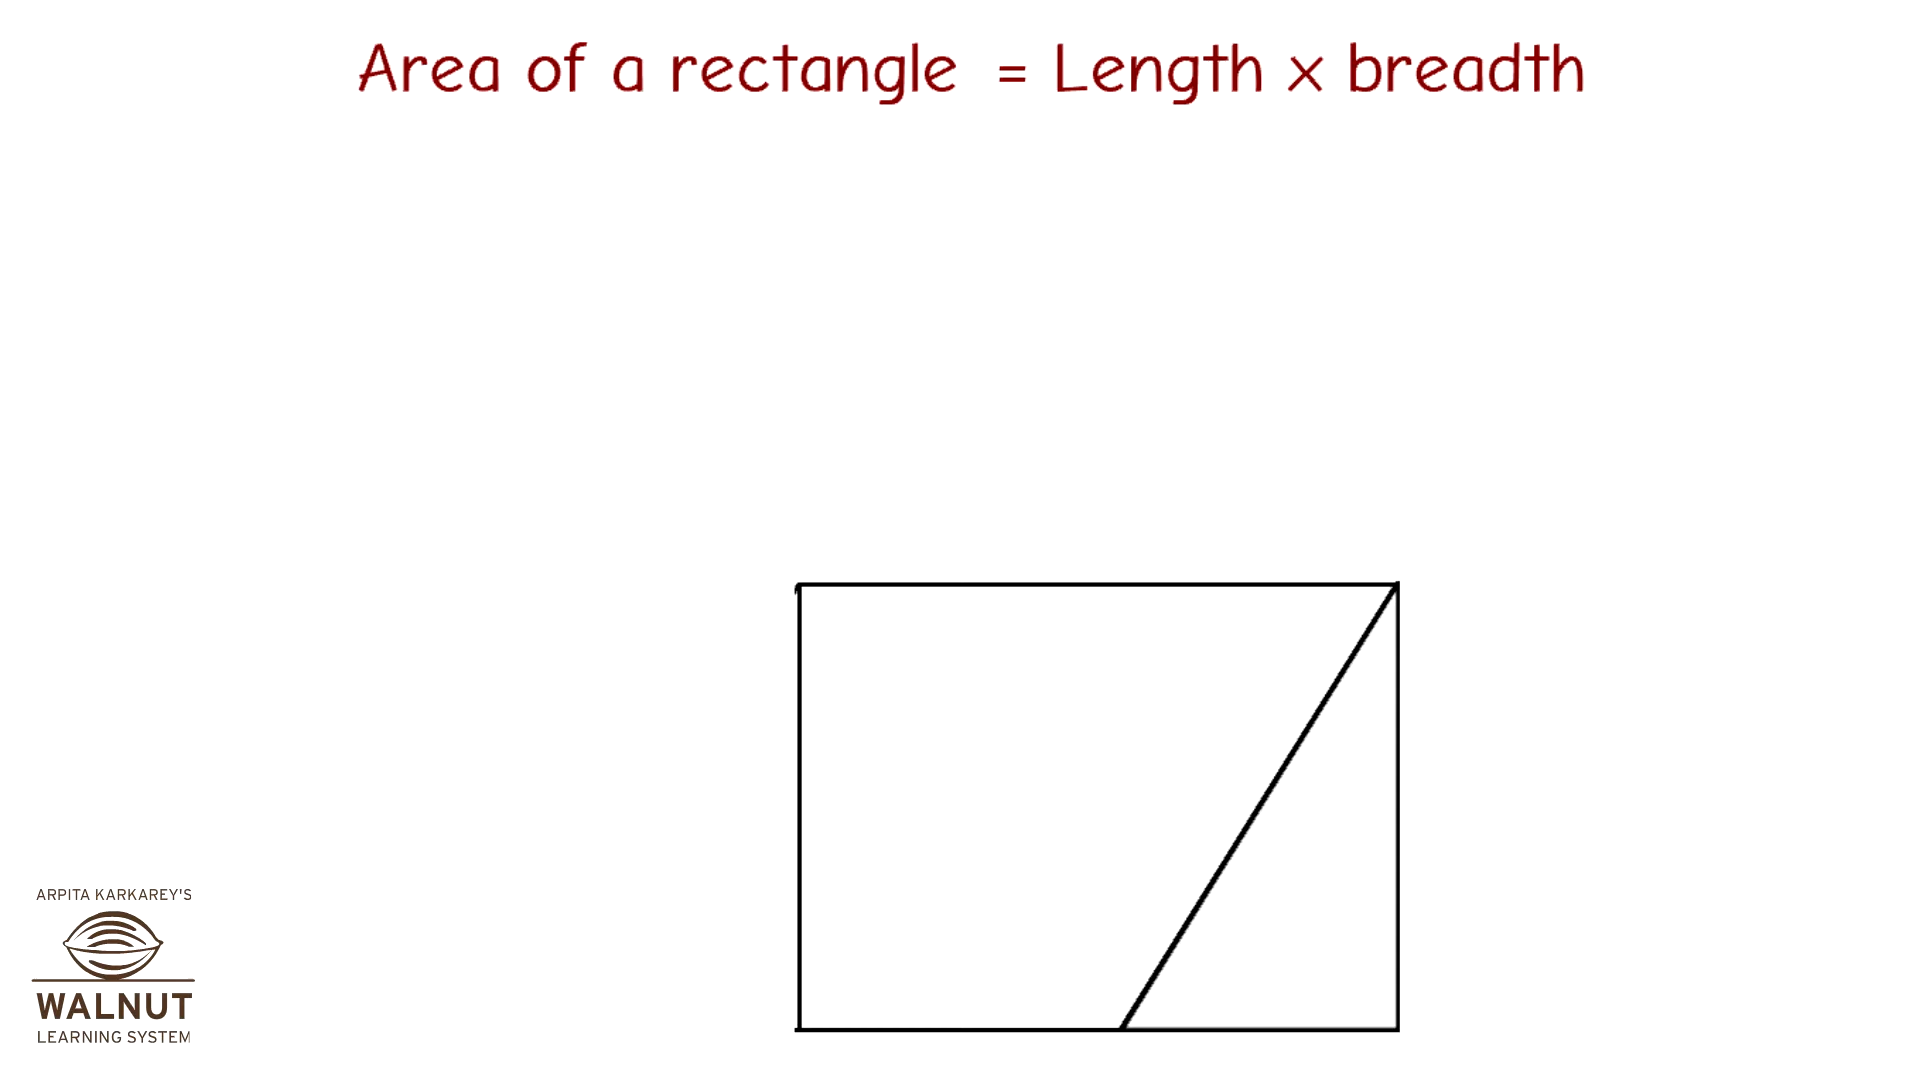 Area of a rectangle = Length x breadth
ARPITA KARKAREY'S
WALNUT
LEARNING SYSTEM